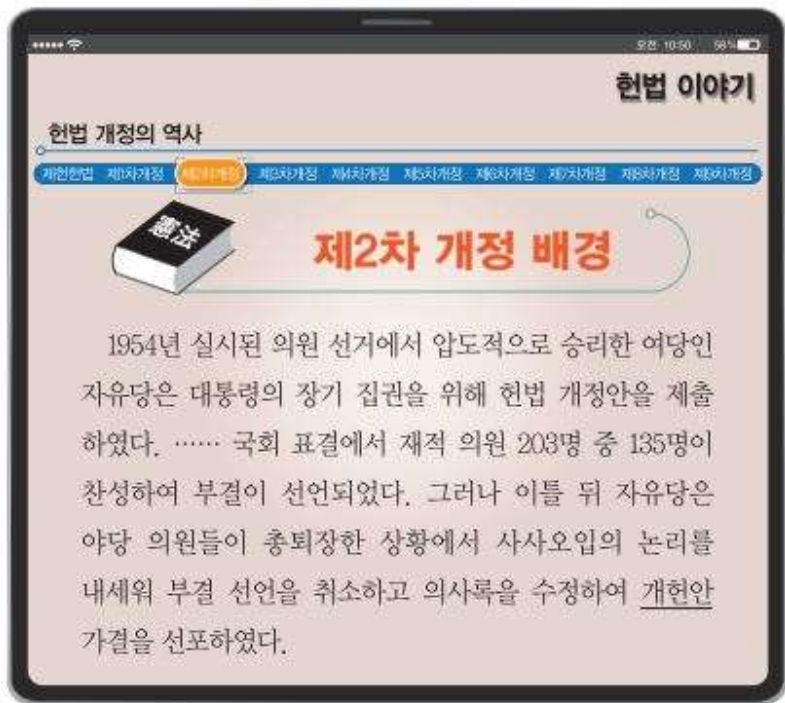 오전 10:50 56%
헌법 이야기
헌법 개정의 역사
제헌헌법 제1차개정 제2차개정 제3차개정 제4차개정 제5차개정 제6차개정 제7차개정 제8차개정 제9차개정
憲法
제2차 개정 배경
1954년 실시된 의원 선거에서 압도적으로 승리한 여당인
자유당은 대통령의 장기 집권을 위해 헌법 개정안을 제출
하였다. …… 국회 표결에서 재적 의원 203명 중 135명이
찬성하여 부결이 선언되었다. 그러나 이틀 뒤 자유당은
야당 의원들이 총퇴장한 상황에서 사사오입의 논리를
내세워 부결 선언을 취소하고 의사록을 수정하여 개헌안
가결을 선포하였다.